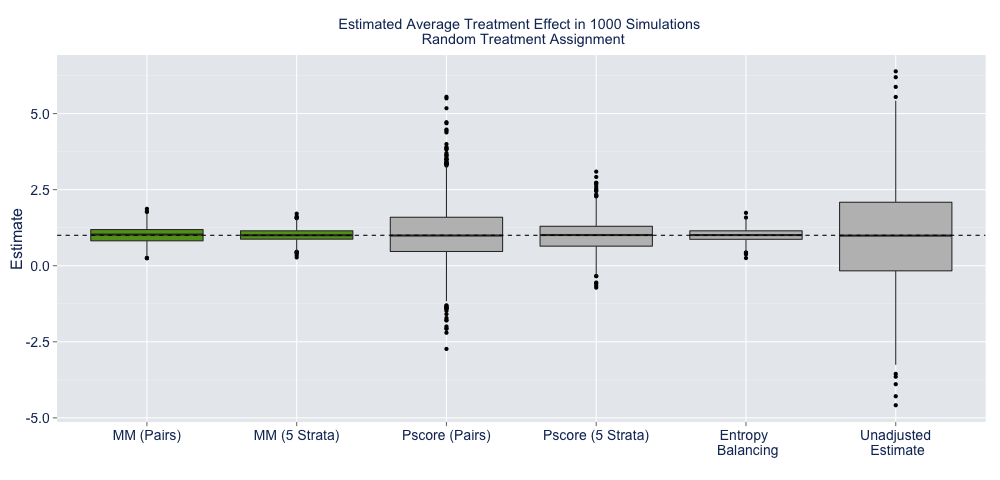 Estimated Average Treatment Effect in 1000 Simulations
Random Treatment Assignment
Estimate
5.0
2.5
0.0
-2.5
-5.0
MM (Pairs)
MM (5 Strata)
Pscore (Pairs)
Pscore (5 Strata)
Entropy
Balancing
Unadjusted
Estimate